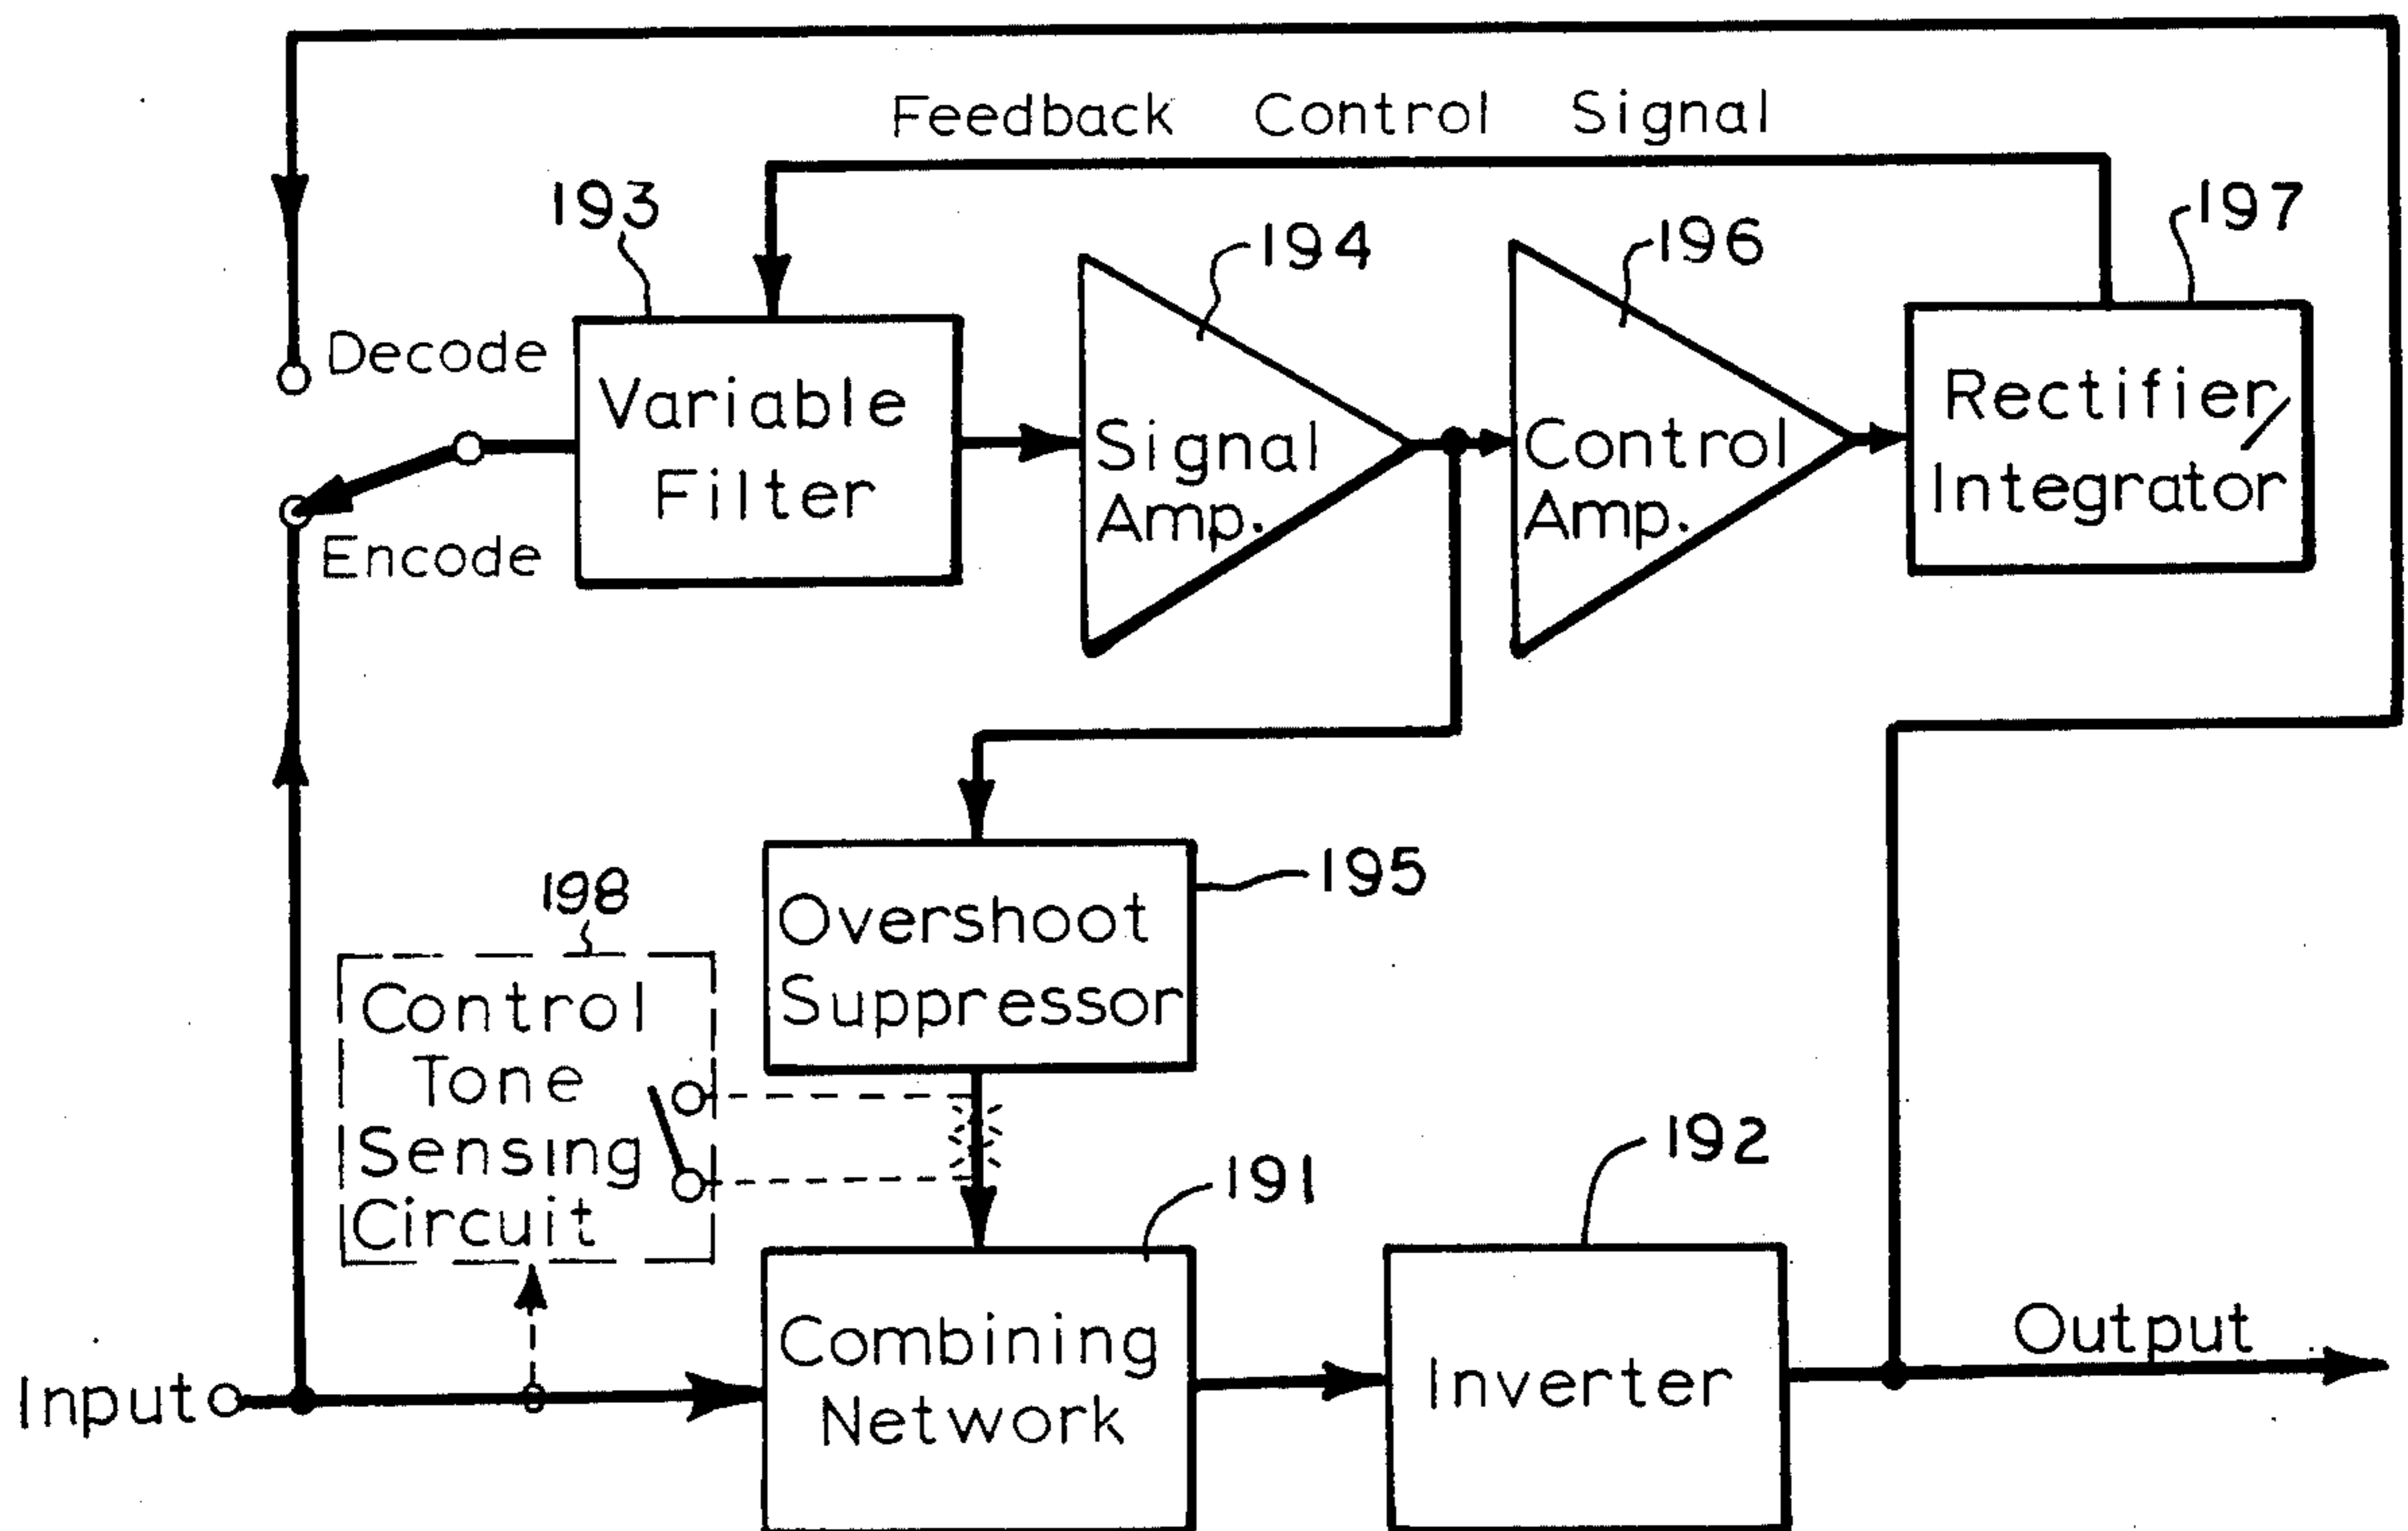 Feedback Control Signal
193
194
196
197
Decode
Encode
Variable
Filter
Signal
Amp.
Control
Amp.
Rectifier/
Integrator
195
Overshoot
Suppressor
198
Control
Tone
Sensing
Circuit
191
192
Combining
Network
Inverter
Input
Output